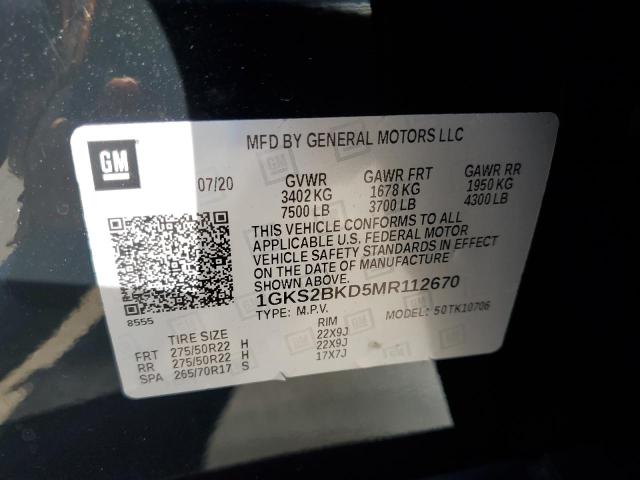 GM
MFD BY GENERAL MOTORS LLC
07/20 GVWR GAWR FRT GAWR RR
3402 KG 1678 KG 1950 KG
7500 LB 3700 LB 4300 LB
THIS VEHICLE CONFORMS TO ALL
APPLICABLE U.S. FEDERAL MOTOR
VEHICLE SAFETY STANDARDS IN EFFECT
ON THE DATE OF MANUFACTURE
SHOWN ABOVE.
1GKS2BKD5MR112670
8555 TYPE: M.P.V. MODEL: 50TK10706
TIRE SIZE RIM
FRT 275/50R22 H 22X9J
RR 275/50R22 H 22X9J
SPA 265/70R17 S 17X7J